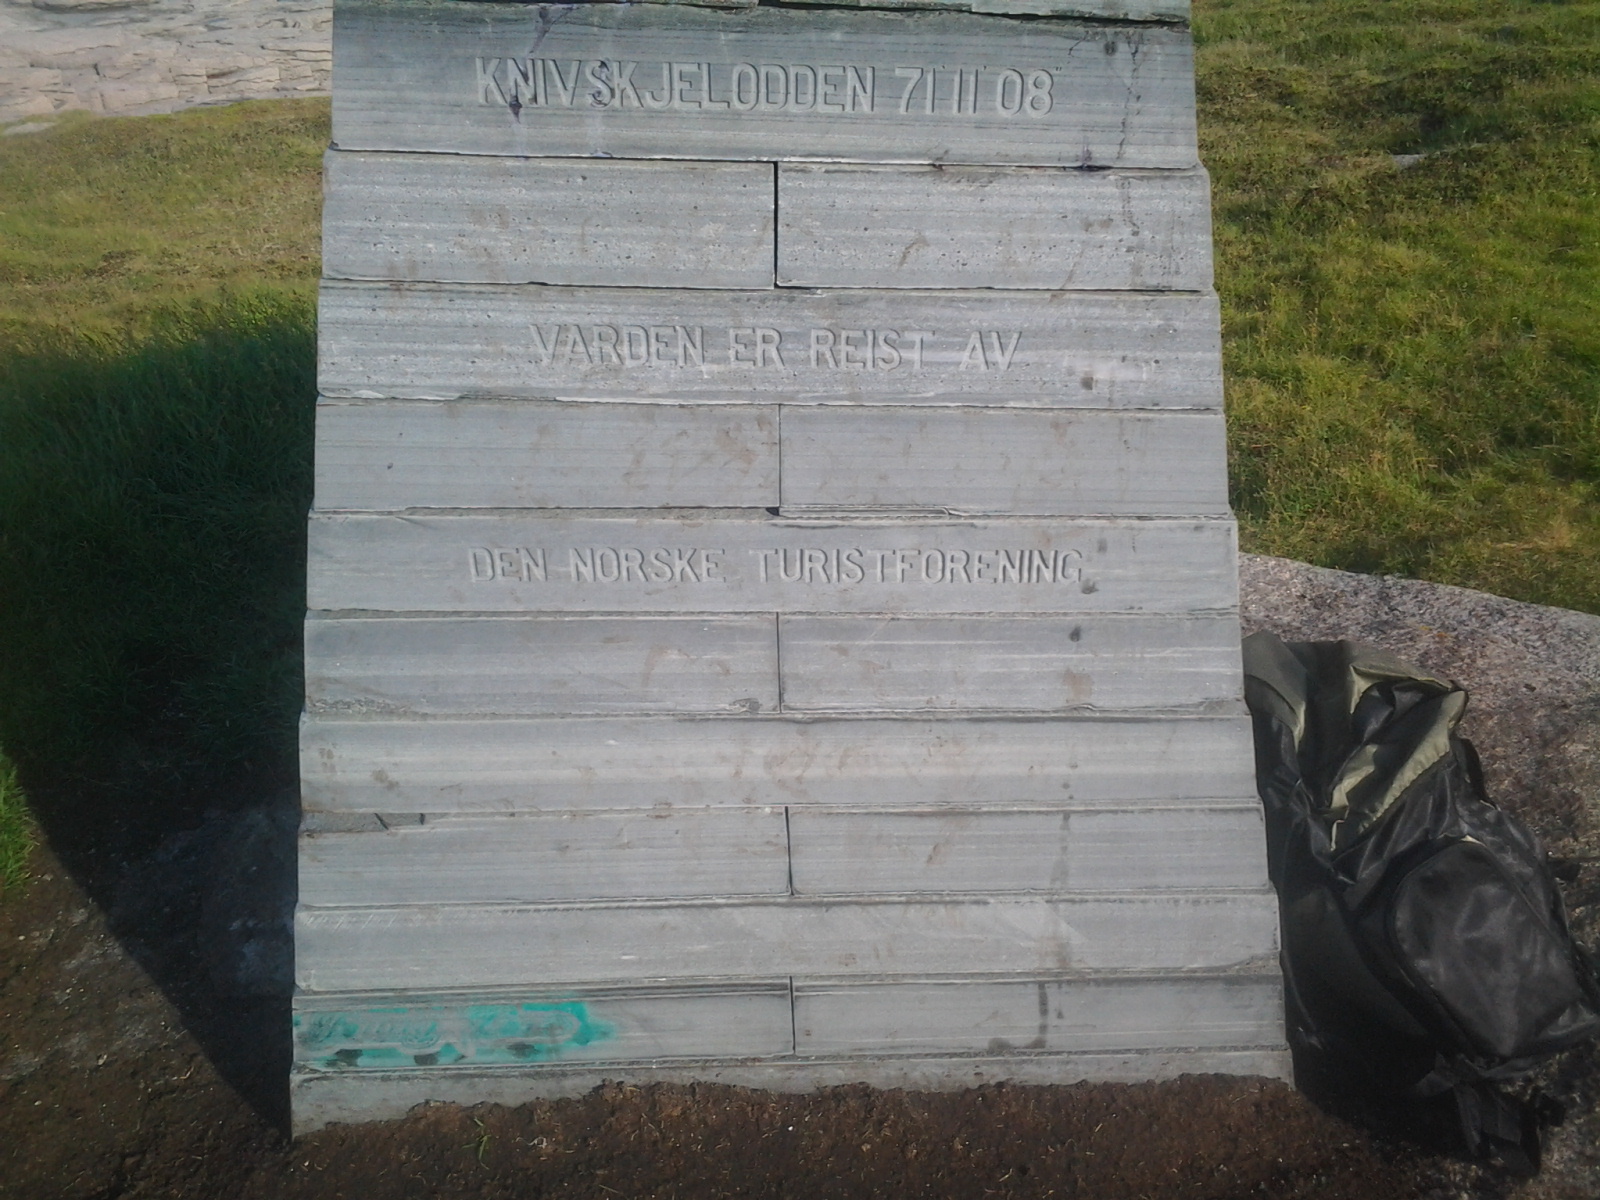 KNIVSKJELODDEN 71°11'08"
VARDEN ER REIST AV
DEN NORSKE TURISTFORENING